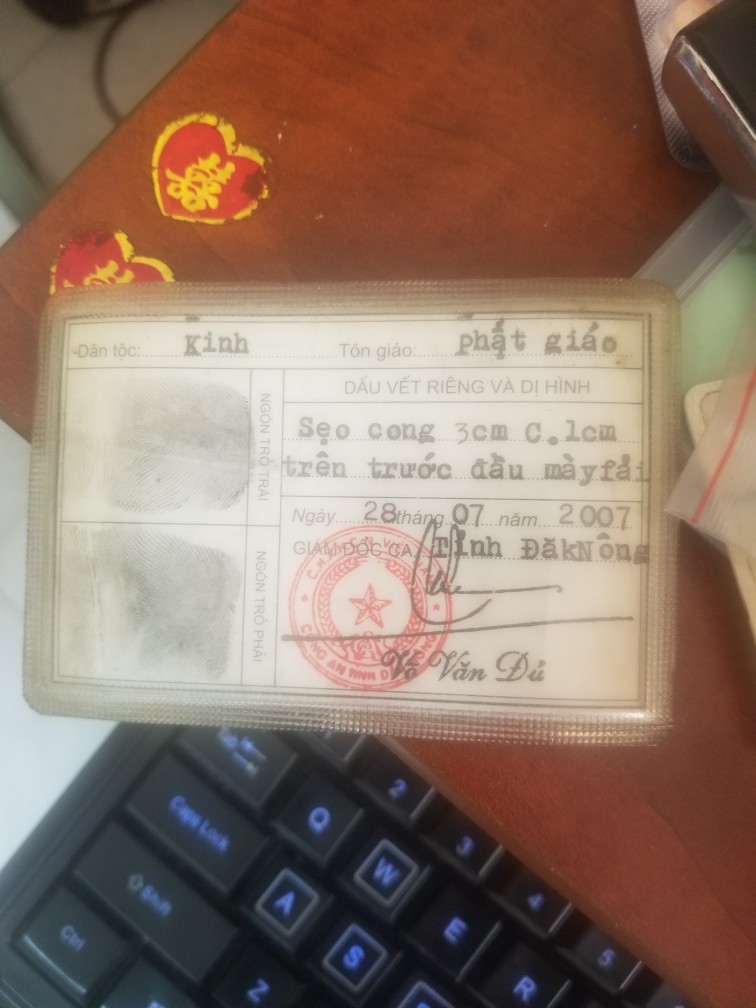 Dân tộc: Kinh Tôn giáo: phật giáo
NGÓN TRỎ TRÁI
DẤU VẾT RIÊNG VÀ DỊ HÌNH
Sẹo cong 3cm C.1cm
trên trước đầu màyfải
NGÓN TRỎ PHẢI
Ngày 28 tháng 07 năm 2007
GIÁM ĐỐC CA. Tỉnh ĐăkNông
Võ Văn Đủ
Tab
Caps Lock
Shift
Ctrl
2
3
4
5
Q
W
E
R
A
S
Z